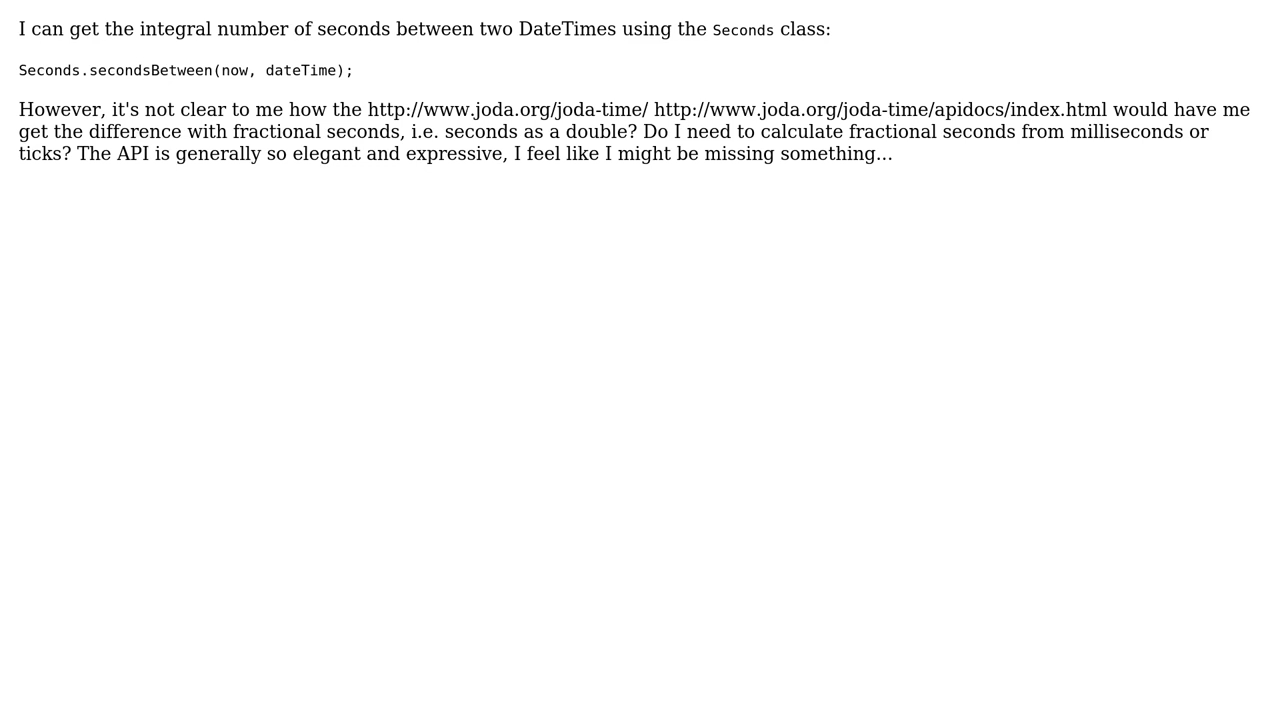 I can get the integral number of seconds between two DateTimes using the Seconds class:
Seconds.secondsBetween(now, dateTime);
However, it's not clear to me how the http://www.joda.org/joda-time/ http://www.joda.org/joda-time/apidocs/index.html would have me
get the difference with fractional seconds, i.e. seconds as a double? Do I need to calculate fractional seconds from milliseconds or
ticks? The API is generally so elegant and expressive, I feel like I might be missing something...